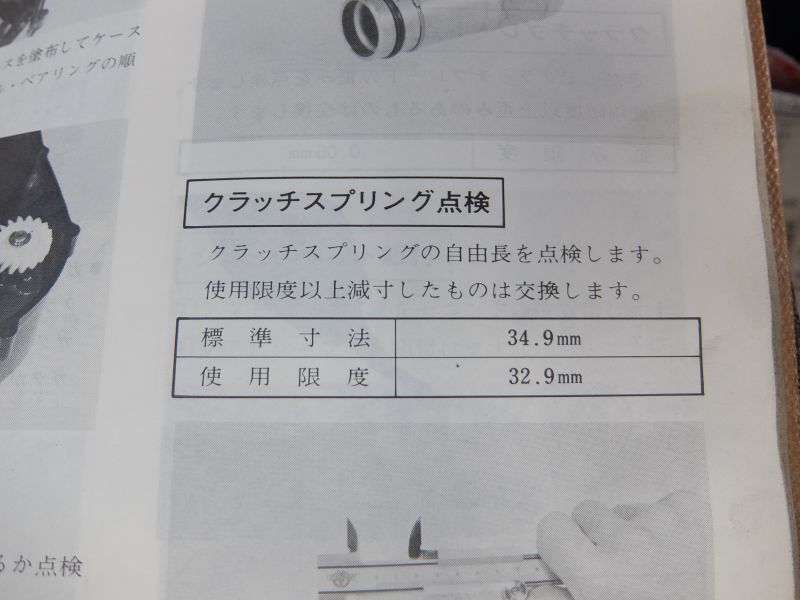 スを塗布してケース
ル・ベアリングの順
クラッチスプリング点検
クラッチスプリングの自由長を点検します。
使用限度以上減寸したものは交換します。
標準寸法 34.9mm
使用限度 32.9mm
るか点検